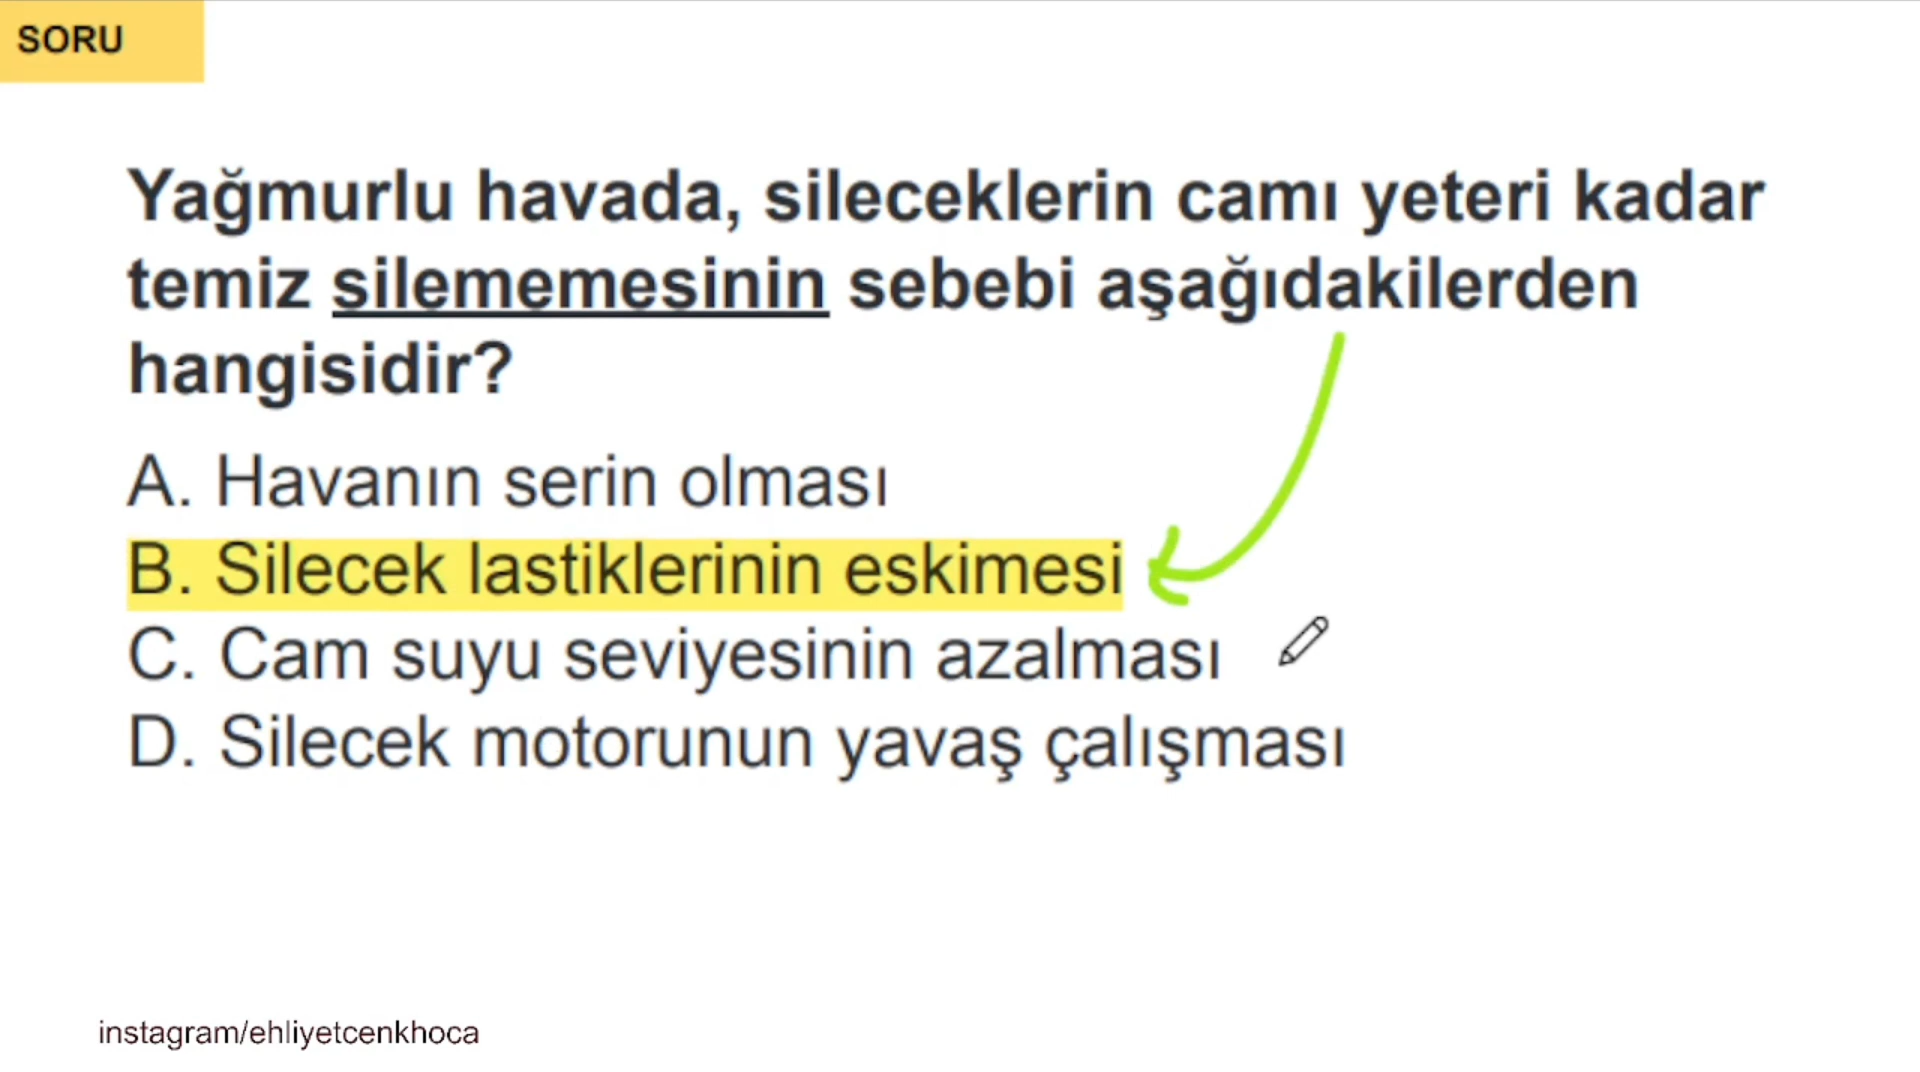 SORU
Yağmurlu havada, sileceklerin camı yeteri kadar
temiz silememesinin sebebi aşağıdakilerden
hangisidir?
A. Havanın serin olması
B. Silecek lastiklerinin eskimesi
C. Cam suyu seviyesinin azalması
D. Silecek motorunun yavaş çalışması
instagram/ehliyetcenkhoca